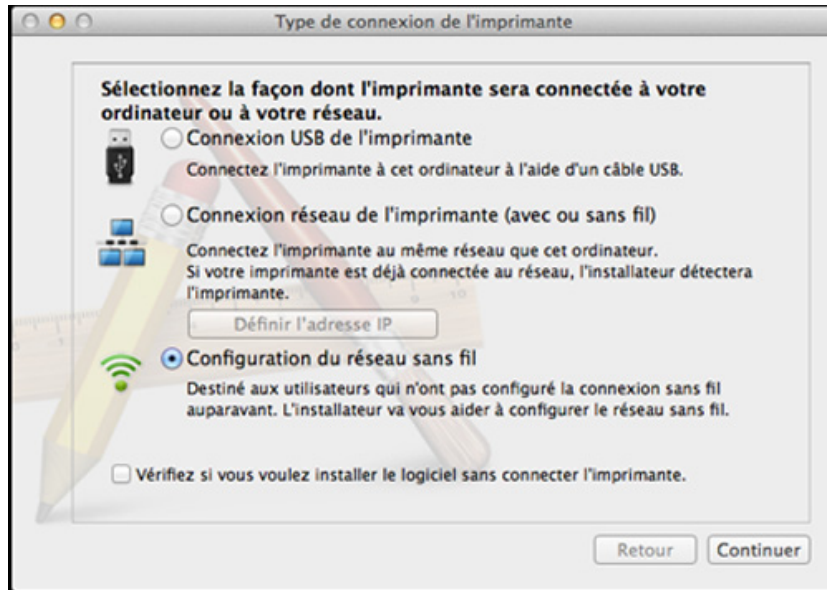 Type de connexion de l'imprimante
Sélectionnez la façon dont l'imprimante sera connectée à votre
ordinateur ou à votre réseau.
Connexion USB de l'imprimante
Connectez l'imprimante à cet ordinateur à l'aide d'un câble USB.
Connexion réseau de l'imprimante (avec ou sans fil)
Connectez l'imprimante au même réseau que cet ordinateur.
Si votre imprimante est déjà connectée au réseau, l'installateur détectera
l'imprimante.
Définir l'adresse IP
Configuration du réseau sans fil
Destiné aux utilisateurs qui n'ont pas configuré la connexion sans fil
auparavant. L'installateur va vous aider à configurer le réseau sans fil.
Vérifiez si vous voulez installer le logiciel sans connecter l'imprimante.
Retour
Continuer